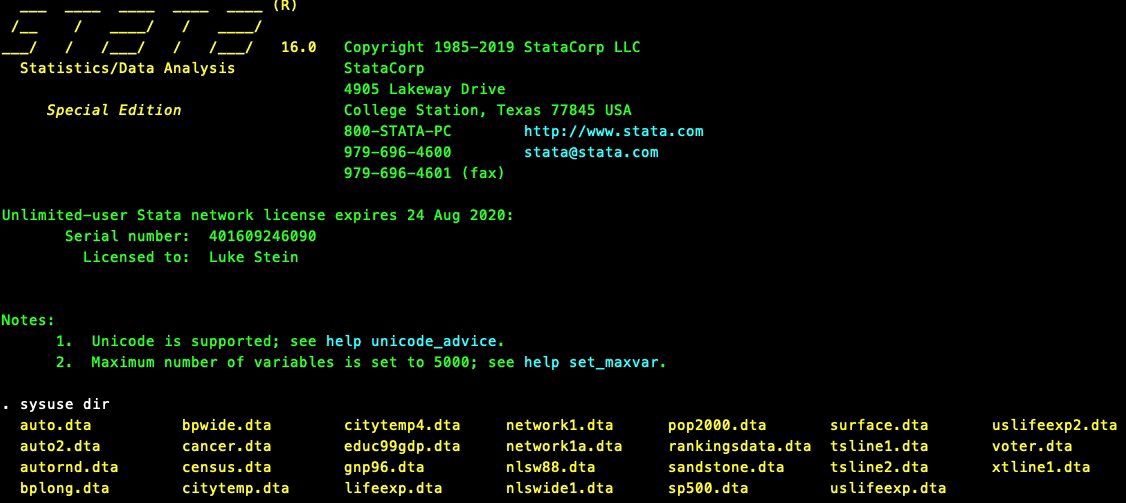 ___  ____  ____  ____  ____ (R)
/__    /   ____/   /   ____/
___/   /   /___/   /   /___/   16.0   Copyright 1985-2019 StataCorp LLC
Statistics/Data Analysis            StataCorp
4905 Lakeway Drive
Special Edition                  College Station, Texas 77845 USA
800-STATA-PC        http://www.stata.com
979-696-4600        stata@stata.com
979-696-4601 (fax)
Unlimited-user Stata network license expires 24 Aug 2020:
Serial number:  401609246090
Licensed to:  Luke Stein
Notes:
1.  Unicode is supported; see help unicode_advice.
2.  Maximum number of variables is set to 5000; see help set_maxvar.
. sysuse dir
auto.dta          bpwide.dta        citytemp4.dta     network1.dta      pop2000.dta       surface.dta       uslifeexp2.dta
auto2.dta         cancer.dta        educ99gdp.dta     network1a.dta     rankingsdata.dta  tsline1.dta       voter.dta
autornd.dta       census.dta        gnp96.dta         nlsw88.dta        sandstone.dta     tsline2.dta       xtline1.dta
bplong.dta        citytemp.dta      lifeexp.dta       nlswide1.dta      sp500.dta         uslifeexp.dta